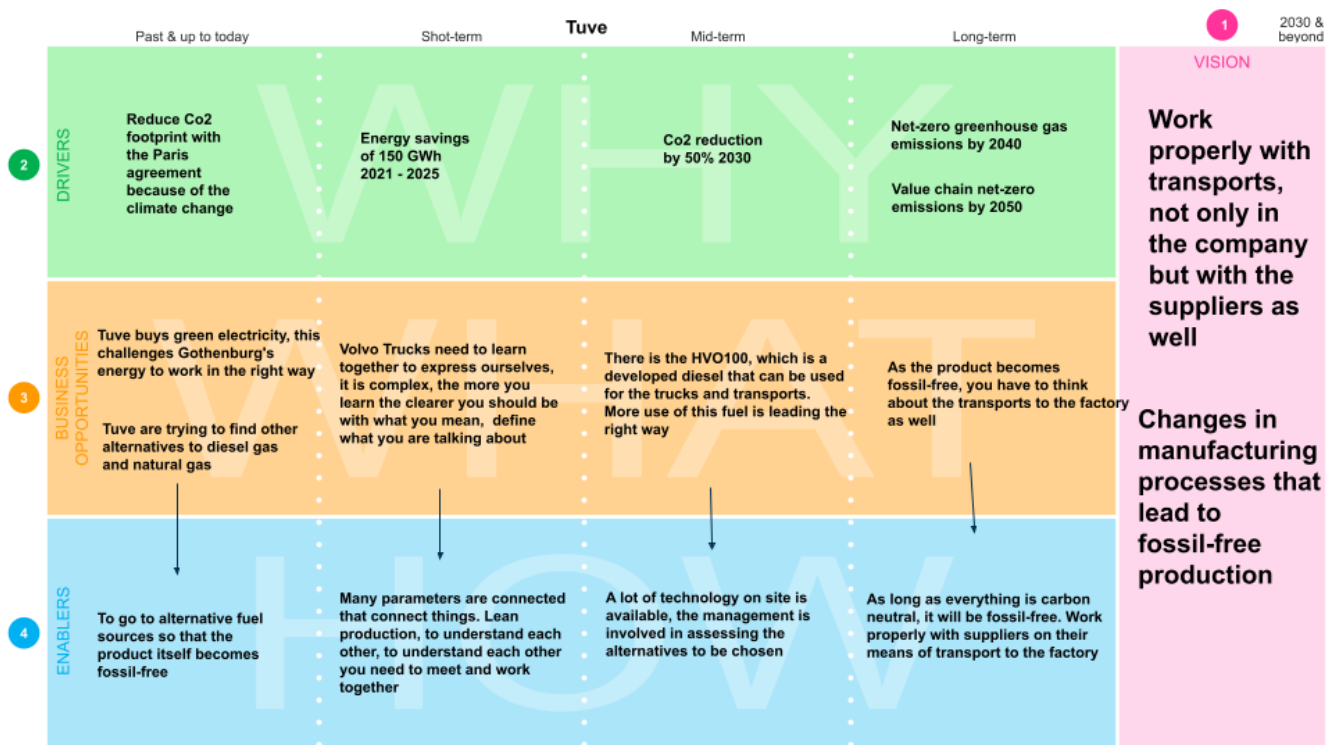 Tuve
1
2030 &
beyond
Past & up to today
Shot-term
Mid-term
Long-term
VISION
WHY
2
DRIVERS
Reduce Co2
footprint with
the Paris
agreement
because of the
climate change
Energy savings
of 150 GWh
2021 - 2025
Co2 reduction
by 50% 2030
Net-zero greenhouse gas
emissions by 2040
Value chain net-zero
emissions by 2050
WHAT
3
BUSINESS
OPPORTUNITIES
Tuve buys green electricity, this
challenges Gothenburg's
energy to work in the right way
Tuve are trying to find other
alternatives to diesel gas
and natural gas
Volvo Trucks need to learn
together to express ourselves,
it is complex, the more you
learn the clearer you should be
with what you mean, define
what you are talking about
There is the HVO100, which is a
developed diesel that can be used
for the trucks and transports.
More use of this fuel is leading the
right way
As the product becomes
fossil-free, you have to think
about the transports to the factory
as well
HOW
4
ENABLERS
To go to alternative fuel
sources so that the
product itself becomes
fossil-free
Many parameters are connected
that connect things. Lean
production, to understand each
other, to understand each other
you need to meet and work
together
A lot of technology on site is
available, the management is
involved in assessing the
alternatives to be chosen
As long as everything is carbon
neutral, it will be fossil-free. Work
properly with suppliers on their
means of transport to the factory
Work
properly with
transports,
not only in
the company
but with the
suppliers as
well
Changes in
manufacturing
processes that
lead to
fossil-free
production